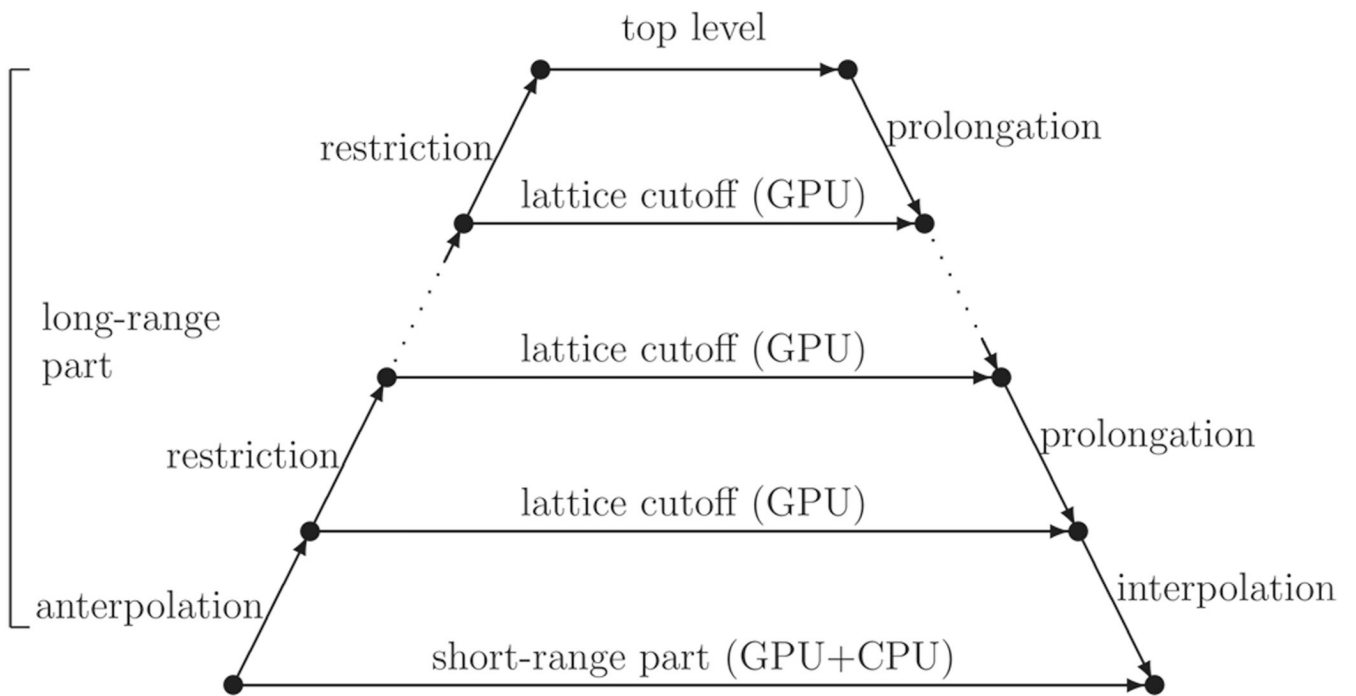 top level
prolongation
restriction
lattice cutoff (GPU)
long-range
part
lattice cutoff (GPU)
prolongation
restriction
lattice cutoff (GPU)
interpolation
anterpolation
short-range part (GPU+CPU)